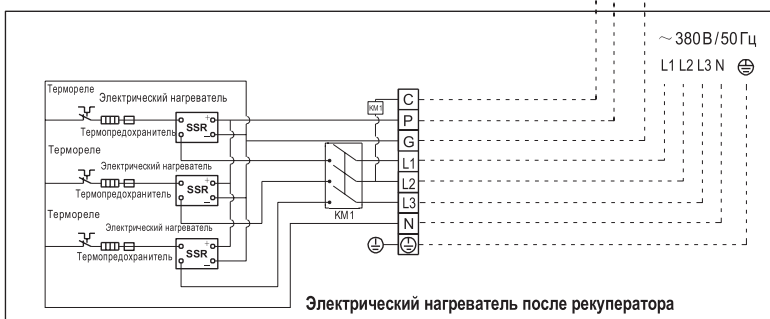 ~380В/50Гц
L1 L2 L3 N
Термореле
Электрический нагреватель
SSR
+
−
Термопредохранитель
Термореле
Электрический нагреватель
SSR
+
−
Термопредохранитель
Термореле
Электрический нагреватель
SSR
+
−
Термопредохранитель
KM1
KM1
C
P
G
L1
L2
L3
N
Электрический нагреватель после рекуператора